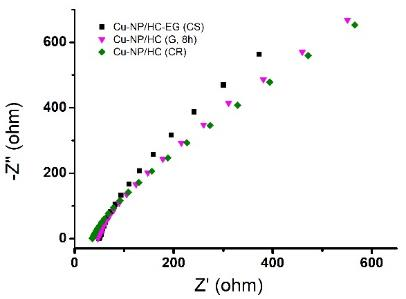 Cu-NP/HC-EG (CS)
Cu-NP/HC (G, 8h)
Cu-NP/HC (CR)
-Z" (ohm)
600
400
200
0
0 200 400 600
Z' (ohm)